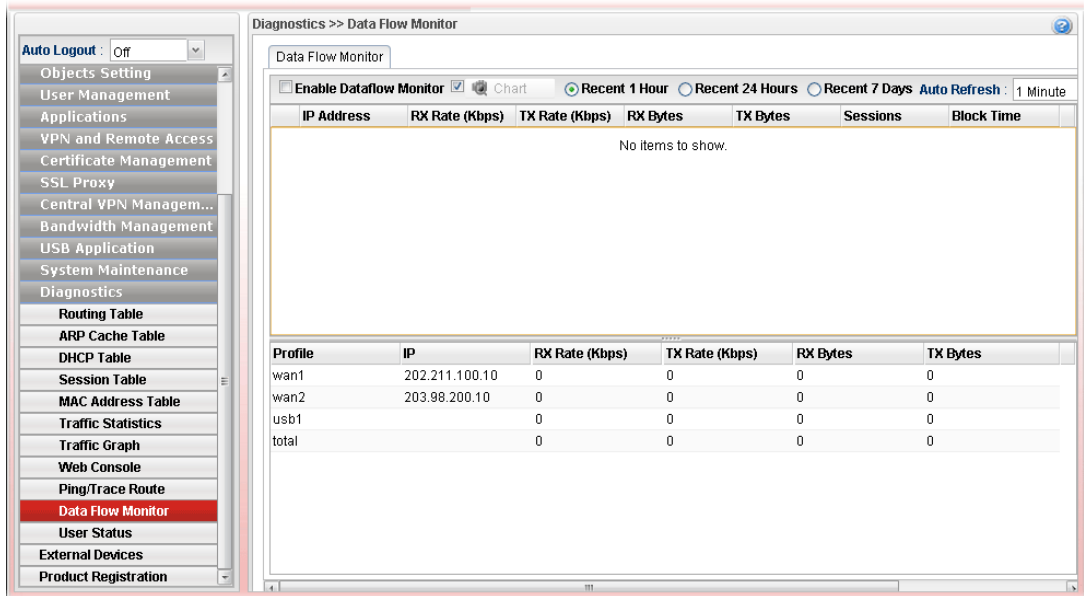 Diagnostics >> Data Flow Monitor
Auto Logout : Off
Objects Setting
User Management
Applications
VPN and Remote Access
Certificate Management
SSL Proxy
Central VPN Managem...
Bandwidth Management
USB Application
System Maintenance
Diagnostics
Routing Table
ARP Cache Table
DHCP Table
Session Table
MAC Address Table
Traffic Statistics
Traffic Graph
Web Console
Ping/Trace Route
Data Flow Monitor
User Status
External Devices
Product Registration
Data Flow Monitor
Enable Dataflow Monitor Chart Recent 1 Hour Recent 24 Hours Recent 7 Days Auto Refresh : 1 Minute
IP Address RX Rate (Kbps) TX Rate (Kbps) RX Bytes TX Bytes Sessions Block Time
No items to show.
Profile IP RX Rate (Kbps) TX Rate (Kbps) RX Bytes TX Bytes
wan1 202.211.100.10 0 0 0 0
wan2 203.98.200.10 0 0 0 0
usb1 0 0 0 0
total 0 0 0 0